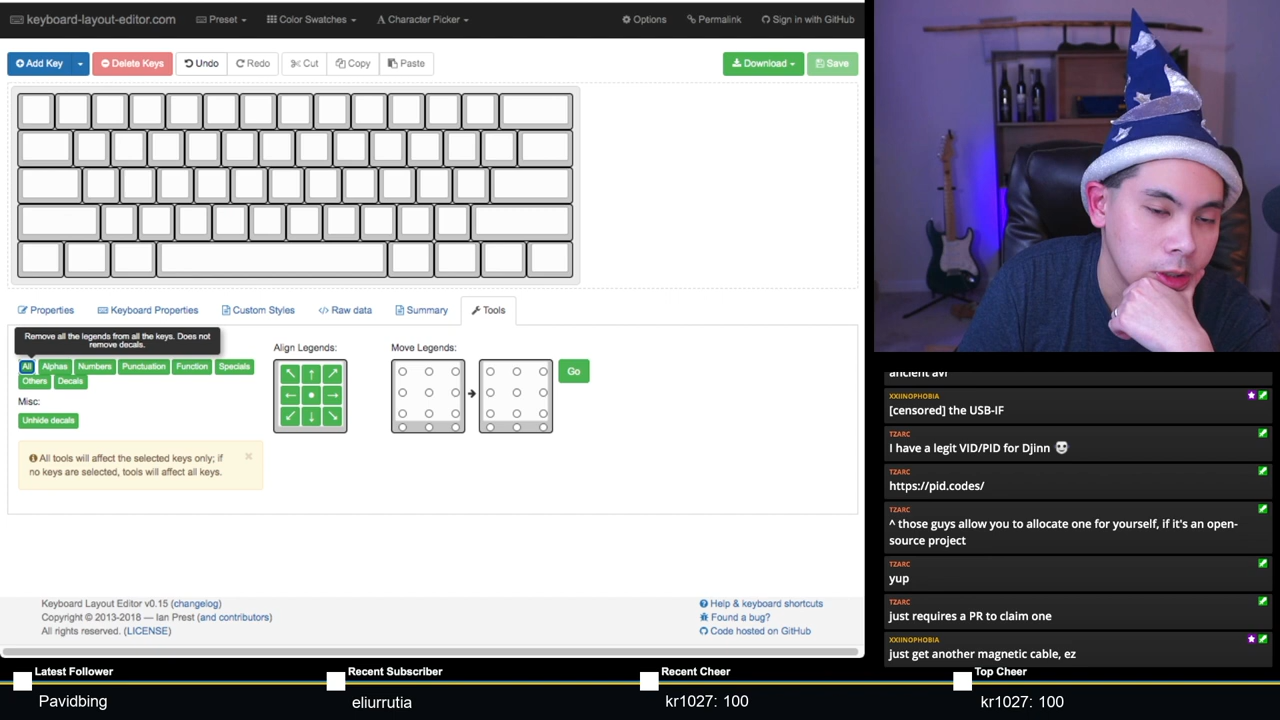 keyboard-layout-editor.com Preset Color Swatches Character Picker Options Permalink Sign in with GitHub
Add Key Delete Keys Undo Redo Cut Copy Paste Download Save
Properties Keyboard Properties Custom Styles Raw data Summary Tools
Remove all the legends from all the keys. Does not
remove decals.
Align Legends: Move Legends:
All Alphas Numbers Punctuation Function Specials
Go
Others Decals
Misc:
Unhide decals
All tools will affect the selected keys only; if
no keys are selected, tools will affect all keys.
Keyboard Layout Editor v0.15 (changelog)
Copyright © 2013-2018 — Ian Prest (and contributors)
All rights reserved. (LICENSE)
Help & keyboard shortcuts
Found a bug?
Code hosted on GitHub
ancient avr
XXIINOPHOBIA
[censored] the USB-IF
TZARC
I have a legit VID/PID for Djinn
TZARC
https://pid.codes/
TZARC
^ those guys allow you to allocate one for yourself, if it's an open-
source project
TZARC
yup
TZARC
just requires a PR to claim one
XXIINOPHOBIA
just get another magnetic cable, ez
Latest Follower
Pavidbing
Recent Subscriber
eliurrutia
Recent Cheer
kr1027: 100
Top Cheer
kr1027: 100